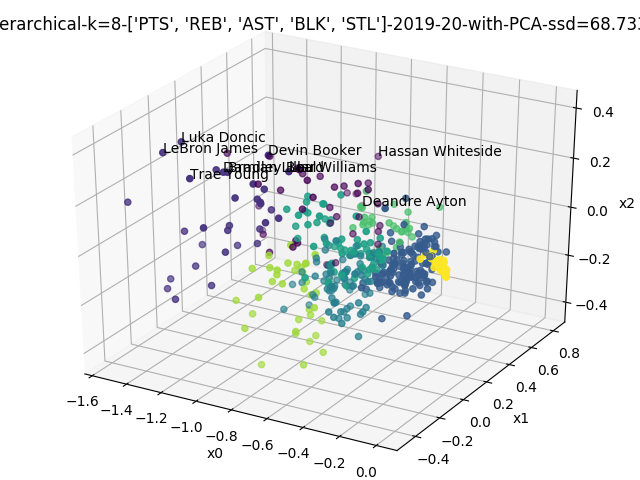 erarchical-k=8-['PTS', 'REB', 'AST', 'BLK', 'STL']-2019-20-with-PCA-ssd=68.733
Luka Doncic
LeBron James
Devin Booker
Hassan Whiteside
Trae Young
Williams
Deandre Ayton
x2
0.4
0.2
0.0
−0.2
−0.4
x1
0.8
0.6
0.4
0.2
0.0
−0.2
−0.4
x0
−1.6
−1.4
−1.2
−1.0
−0.8
−0.6
−0.4
−0.2
0.0